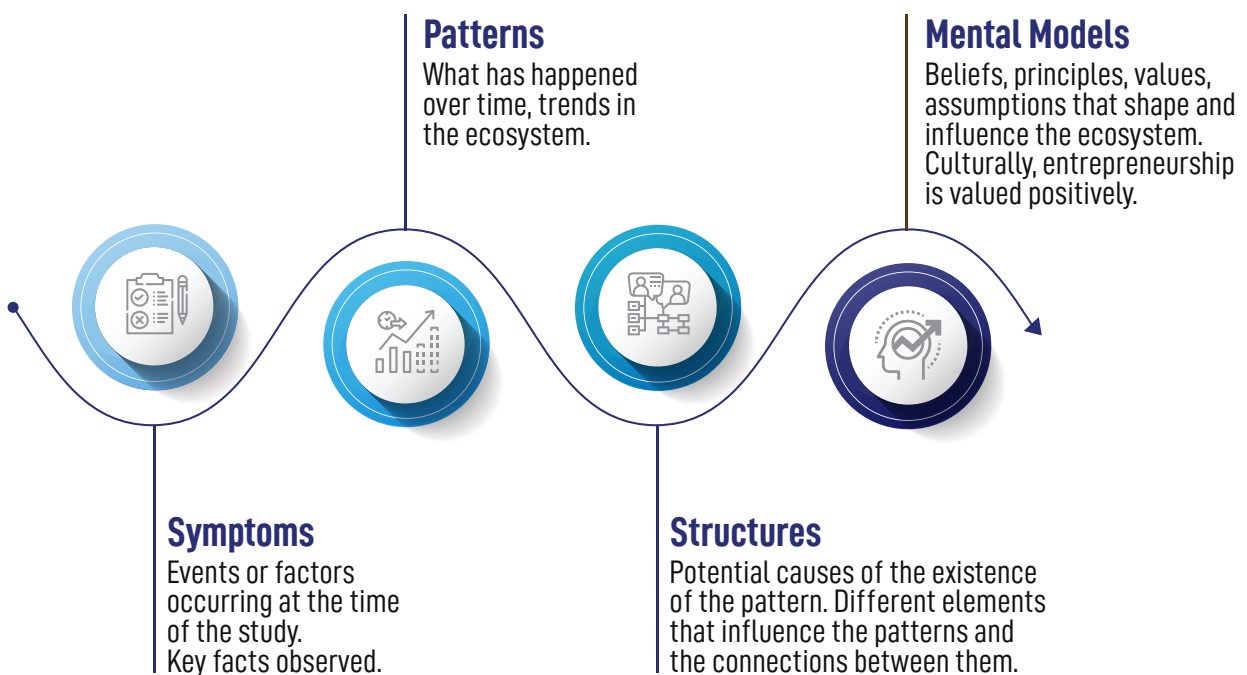 Patterns
What has happened
over time, trends in
the ecosystem.
Mental Models
Beliefs, principles, values,
assumptions that shape and
influence the ecosystem.
Culturally, entrepreneurship
is valued positively.
Symptoms
Events or factors
occurring at the time
of the study.
Key facts observed.
Structures
Potential causes of the existence
of the pattern. Different elements
that influence the patterns and
the connections between them.